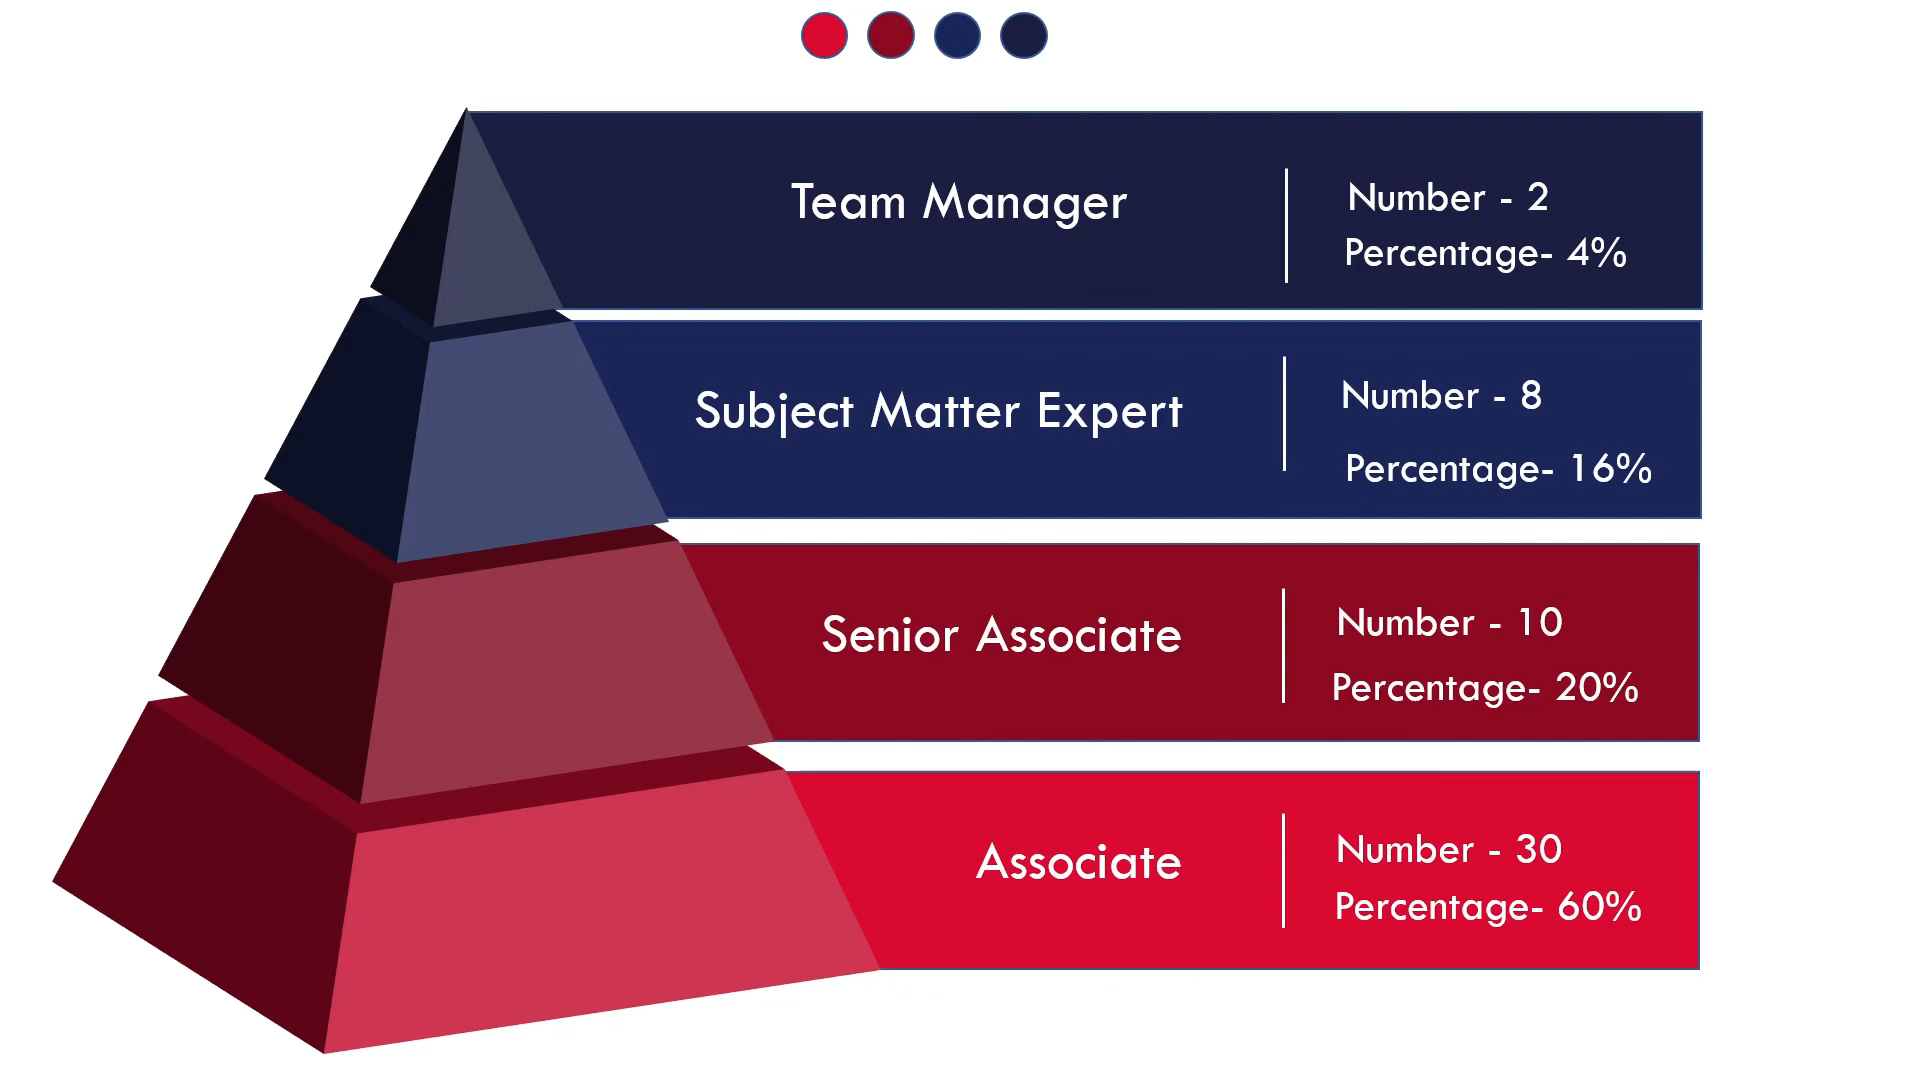 Team Manager
Number - 2
Percentage- 4%
Subject Matter Expert
Number - 8
Percentage- 16%
Senior Associate
Number - 10
Percentage- 20%
Associate
Number - 30
Percentage- 60%